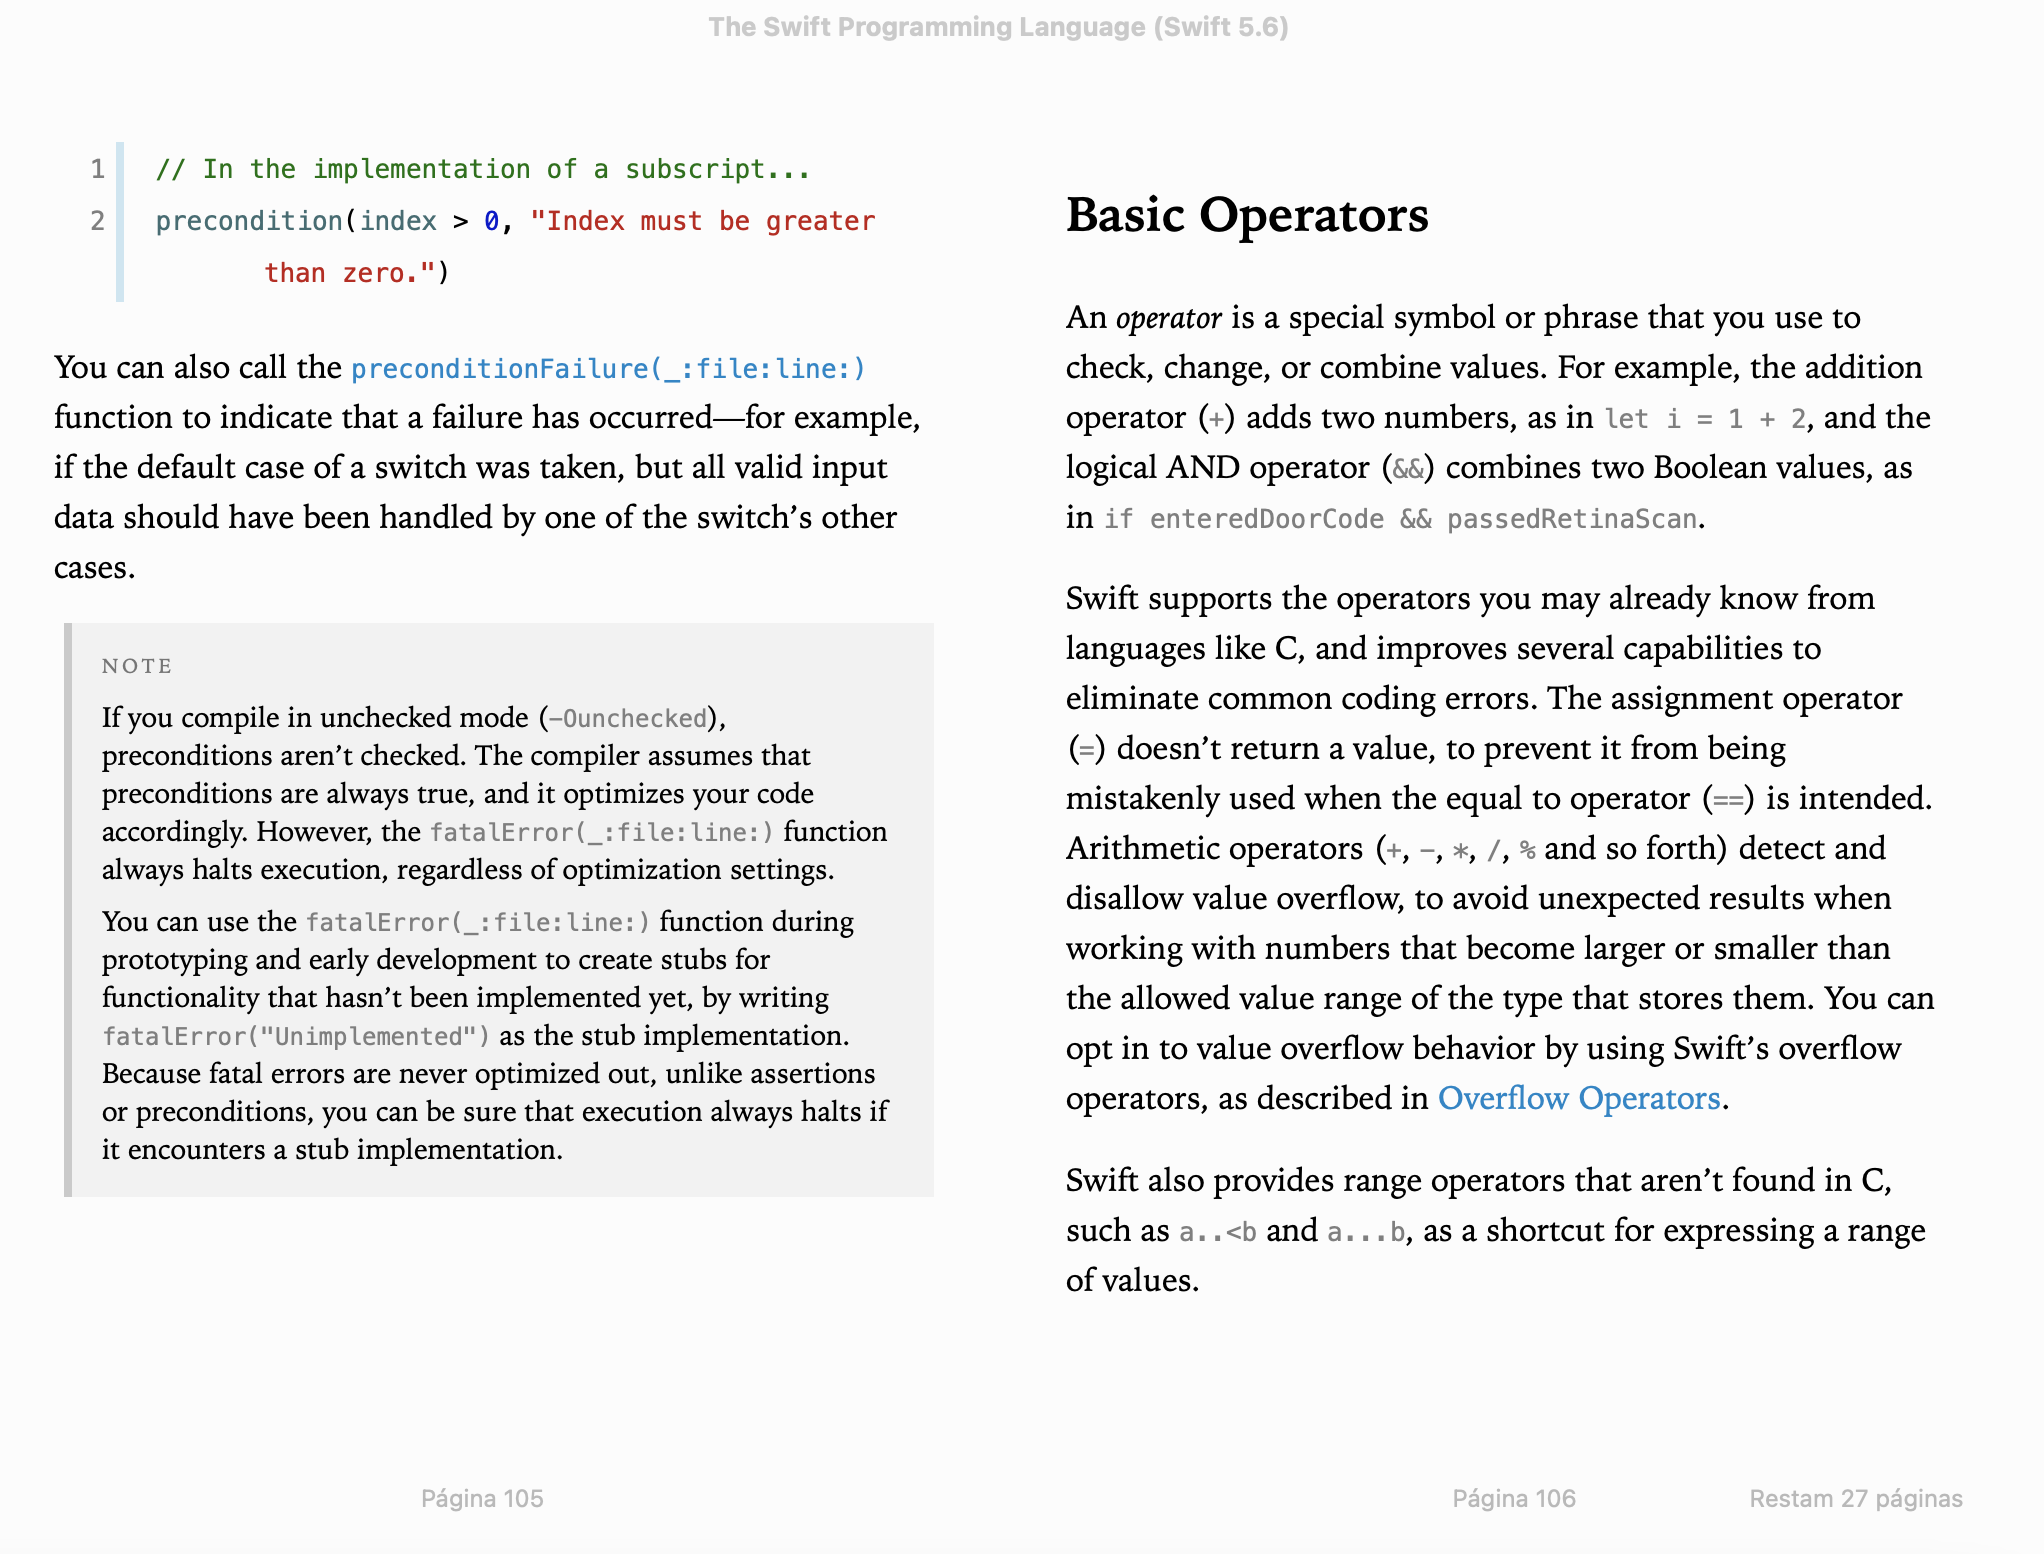 The Swift Programming Language (Swift 5.6)
1 // In the implementation of a subscript...
2 precondition(index > 0, "Index must be greater
than zero.")
You can also call the preconditionFailure(_:file:line:)
function to indicate that a failure has occurred—for example,
if the default case of a switch was taken, but all valid input
data should have been handled by one of the switch’s other
cases.
NOTE
If you compile in unchecked mode (-Ounchecked),
preconditions aren’t checked. The compiler assumes that
preconditions are always true, and it optimizes your code
accordingly. However, the fatalError(_:file:line:) function
always halts execution, regardless of optimization settings.
You can use the fatalError(_:file:line:) function during
prototyping and early development to create stubs for
functionality that hasn’t been implemented yet, by writing
fatalError("Unimplemented") as the stub implementation.
Because fatal errors are never optimized out, unlike assertions
or preconditions, you can be sure that execution always halts if
it encounters a stub implementation.
Página 105
Basic Operators
An operator is a special symbol or phrase that you use to
check, change, or combine values. For example, the addition
operator (+) adds two numbers, as in let i = 1 + 2, and the
logical AND operator (&&) combines two Boolean values, as
in if enteredDoorCode && passedRetinaScan.
Swift supports the operators you may already know from
languages like C, and improves several capabilities to
eliminate common coding errors. The assignment operator
(=) doesn’t return a value, to prevent it from being
mistakenly used when the equal to operator (==) is intended.
Arithmetic operators (+, -, *, /, % and so forth) detect and
disallow value overflow, to avoid unexpected results when
working with numbers that become larger or smaller than
the allowed value range of the type that stores them. You can
opt in to value overflow behavior by using Swift’s overflow
operators, as described in Overflow Operators.
Swift also provides range operators that aren’t found in C,
such as a..<b and a...b, as a shortcut for expressing a range
of values.
Página 106
Restam 27 páginas